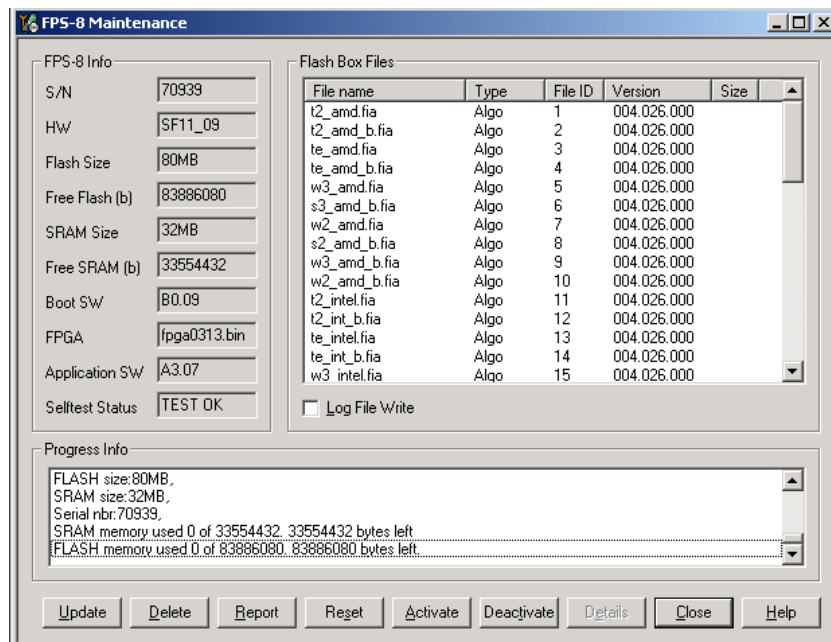 FPS-8 Maintenance
FPS-8 Info
S/N 70939
HW SF11_09
Flash Size 80MB
Free Flash (b) 83886080
SRAM Size 32MB
Free SRAM (b) 33554432
Boot SW B0.09
FPGA fpga0313.bin
Application SW A3.07
Selftest Status TEST OK
Flash Box Files
File name Type File ID Version Size
t2_amd.fia Algo 1 004.026.000
t2_amd_b.fia Algo 2 004.026.000
te_amd.fia Algo 3 004.026.000
te_amd_b.fia Algo 4 004.026.000
w3_amd.fia Algo 5 004.026.000
s3_amd_b.fia Algo 6 004.026.000
w2_amd.fia Algo 7 004.026.000
s2_amd_b.fia Algo 8 004.026.000
w3_amd_b.fia Algo 9 004.026.000
w2_amd_b.fia Algo 10 004.026.000
t2_intel.fia Algo 11 004.026.000
t2_int_b.fia Algo 12 004.026.000
te_intel.fia Algo 13 004.026.000
te_int_b.fia Algo 14 004.026.000
w3_intel.fia Algo 15 004.026.000
Log File Write
Progress Info
FLASH size:80MB,
SRAM size:32MB,
Serial nbr:70939,
SRAM memory used 0 of 33554432. 33554432 bytes left
FLASH memory used 0 of 83886080. 83886080 bytes left.
Update Delete Report Reset Activate Deactivate Details Close Help